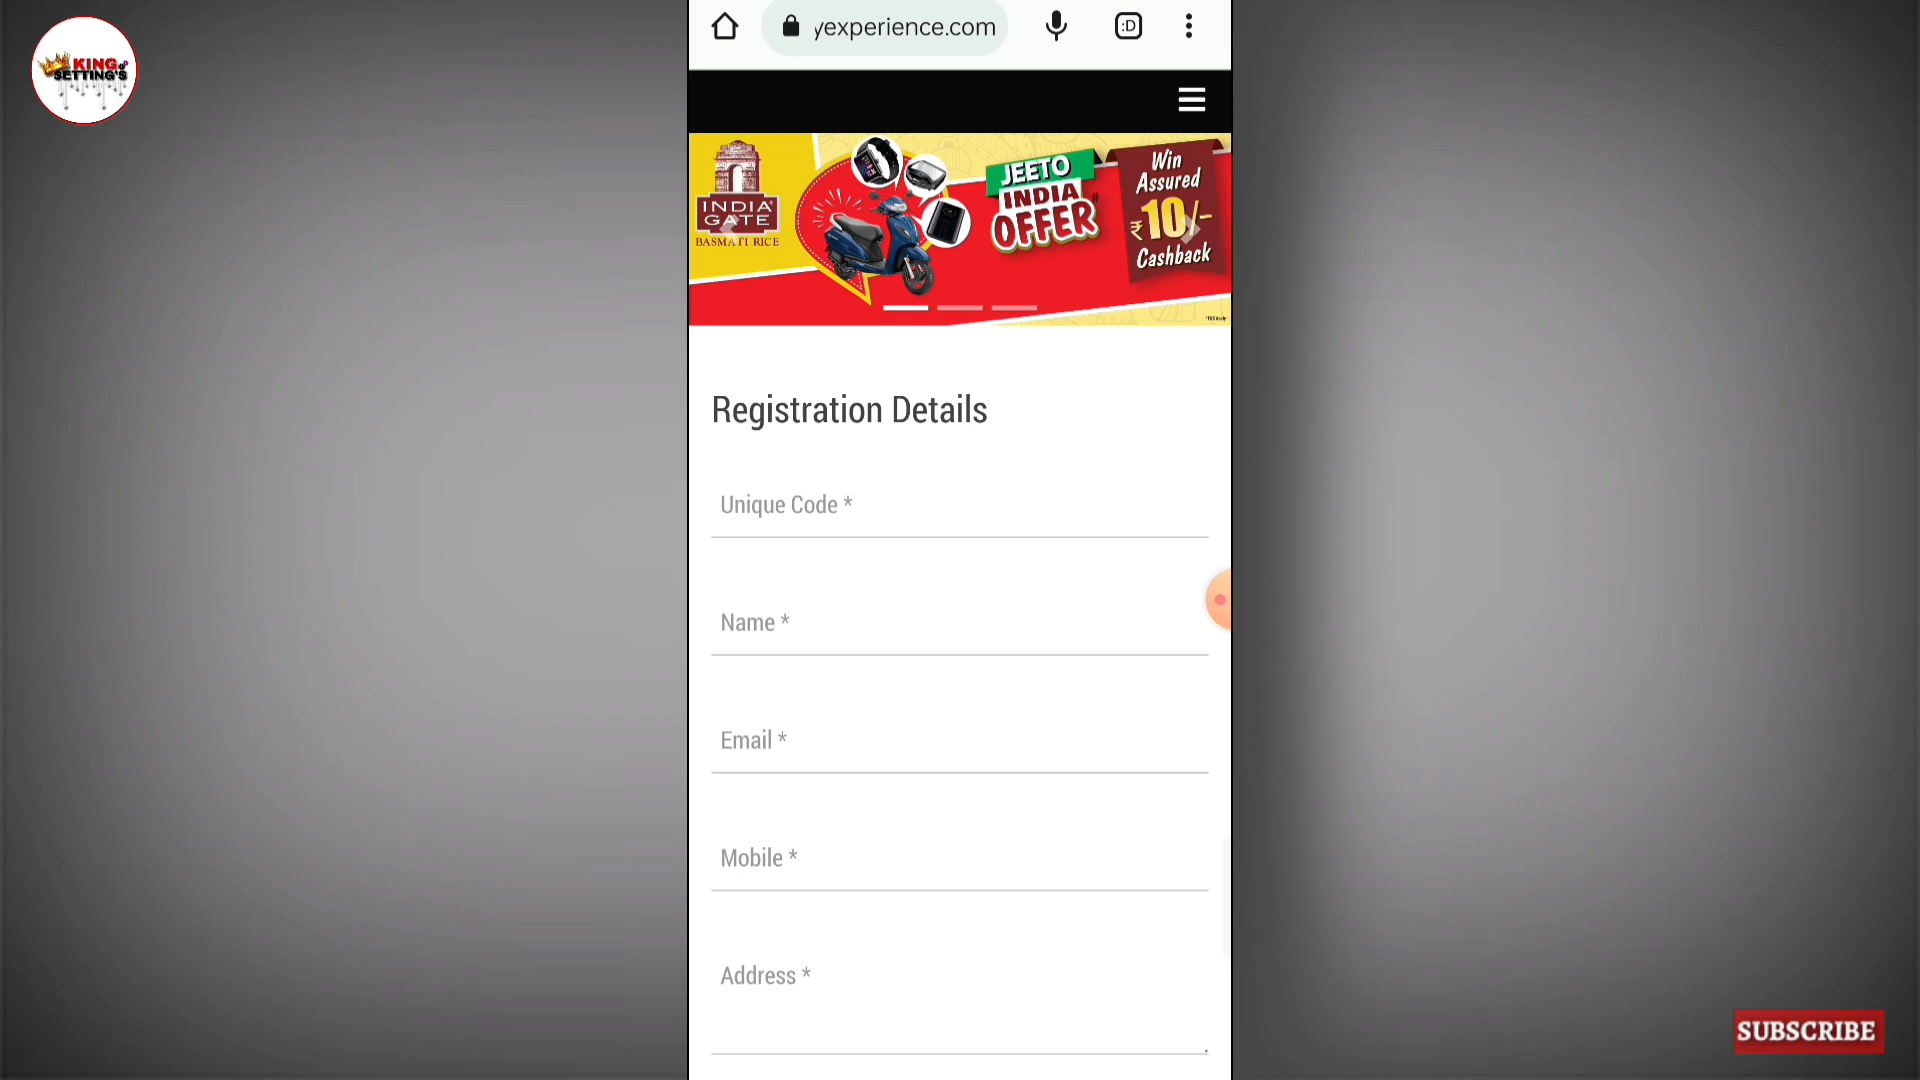 KING OF
SETTING'S
yexperience.com
:D
INDIA
GATE
BASMATI RICE
JEETO
INDIA
OFFER#
Win
Assured
₹10/-
Cashback
Registration Details
Unique Code *
Name *
Email *
Mobile *
Address *
SUBSCRIBE